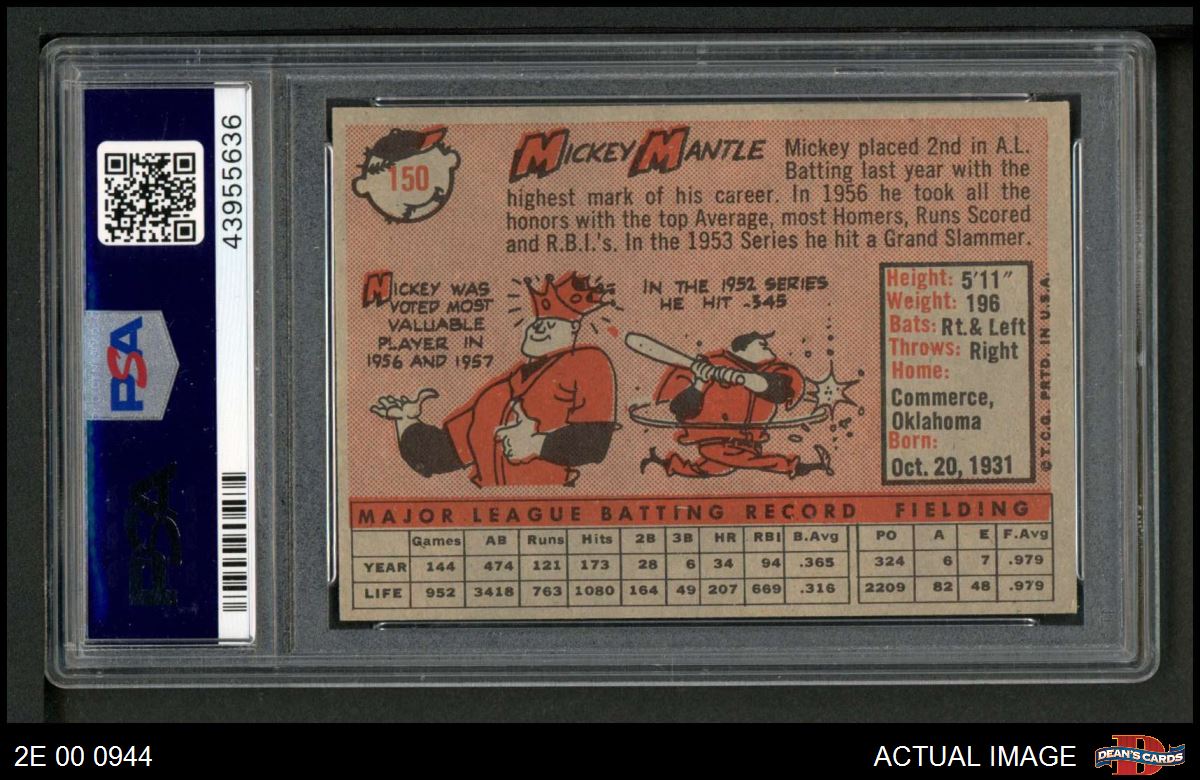 43955636
PSA
PSA
150
MICKEY MANTLE
Mickey placed 2nd in A.L.
Batting last year with the
highest mark of his career. In 1956 he took all the
honors with the top Average, most Homers, Runs Scored
and R.B.I.'s. In the 1953 Series he hit a Grand Slammer.
MICKEY WAS
VOTED MOST
VALUABLE
PLAYER IN
1956 AND 1957
IN THE 1952 SERIES
HE HIT .345
Height: 5'11"
Weight: 196
Bats: Rt.& Left
Throws: Right
Home:
Commerce,
Oklahoma
Born:
Oct. 20, 1931
©T.C.G. PRTD. IN U.S.A.
MAJOR LEAGUE BATTING RECORD FIELDING
Games AB Runs Hits 2B 3B HR RBI B.Avg PO A E F.Avg
YEAR 144 474 121 173 28 6 34 94 .365 324 6 7 .979
LIFE 952 3418 763 1080 164 49 207 669 .316 2209 82 48 .979
2E 00 0944
ACTUAL IMAGE
D
DEAN'S CARDS